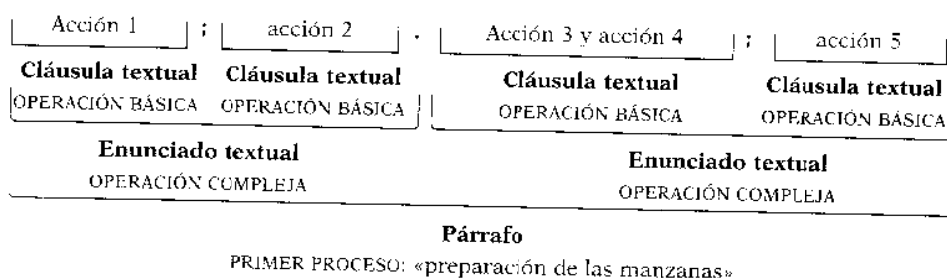 Acción 1 ; acción 2 . Acción 3 y acción 4 ; acción 5
Cláusula textual Cláusula textual Cláusula textual Cláusula textual
OPERACIÓN BÁSICA OPERACIÓN BÁSICA OPERACIÓN BÁSICA OPERACIÓN BÁSICA
Enunciado textual Enunciado textual
OPERACIÓN COMPLEJA OPERACIÓN COMPLEJA
Párrafo
PRIMER PROCESO: «preparación de las manzanas»